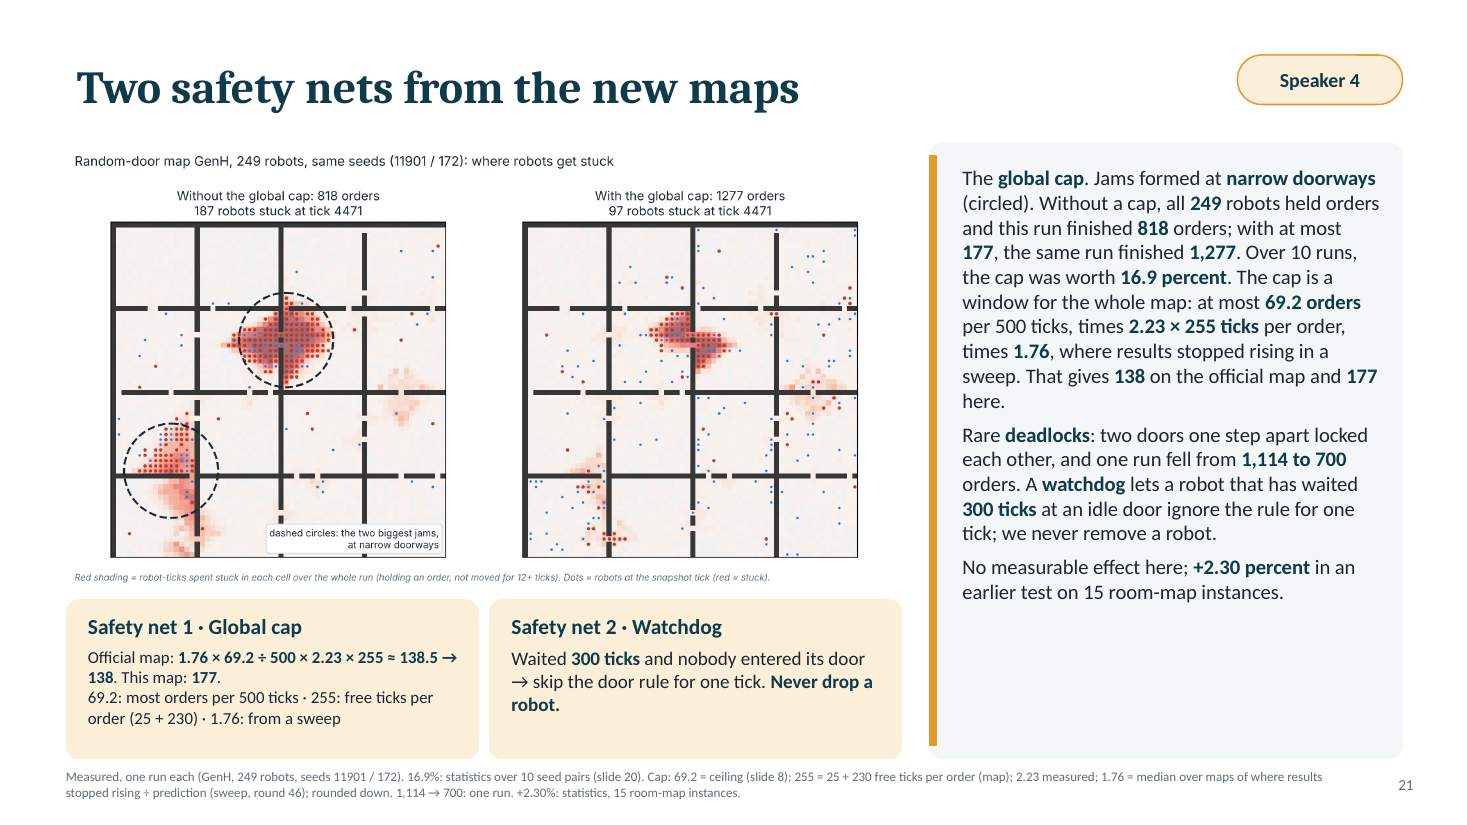 Two safety nets from the new maps
Speaker 4
Random-door map GenH, 249 robots, same seeds (11901 / 172): where robots get stuck
Without the global cap: 818 orders
187 robots stuck at tick 4471
With the global cap: 1277 orders
97 robots stuck at tick 4471
dashed circles: the two biggest jams,
at narrow doorways
Red shading = robot-ticks spent stuck in each cell over the whole run (holding an order, not moved for 12+ ticks). Dots = robots at the snapshot tick (red = stuck).
Safety net 1 · Global cap
Official map: 1.76 × 69.2 ÷ 500 × 2.23 × 255 ≈ 138.5 →
138. This map: 177.
69.2: most orders per 500 ticks · 255: free ticks per
order (25 + 230) · 1.76: from a sweep
Safety net 2 · Watchdog
Waited 300 ticks and nobody entered its door
→ skip the door rule for one tick. Never drop a
robot.
The global cap. Jams formed at narrow doorways
(circled). Without a cap, all 249 robots held orders
and this run finished 818 orders; with at most
177, the same run finished 1,277. Over 10 runs,
the cap was worth 16.9 percent. The cap is a
window for the whole map: at most 69.2 orders
per 500 ticks, times 2.23 × 255 ticks per order,
times 1.76, where results stopped rising in a
sweep. That gives 138 on the official map and 177
here.
Rare deadlocks: two doors one step apart locked
each other, and one run fell from 1,114 to 700
orders. A watchdog lets a robot that has waited
300 ticks at an idle door ignore the rule for one
tick; we never remove a robot.
No measurable effect here; +2.30 percent in an
earlier test on 15 room-map instances.
Measured, one run each (GenH, 249 robots, seeds 11901 / 172). 16.9%: statistics over 10 seed pairs (slide 20). Cap: 69.2 = ceiling (slide 8); 255 = 25 + 230 free ticks per order (map); 2.23 measured; 1.76 = median over maps of where results
stopped rising ÷ prediction (sweep, round 46); rounded down. 1,114 → 700: one run. +2.30%: statistics, 15 room-map instances.
21